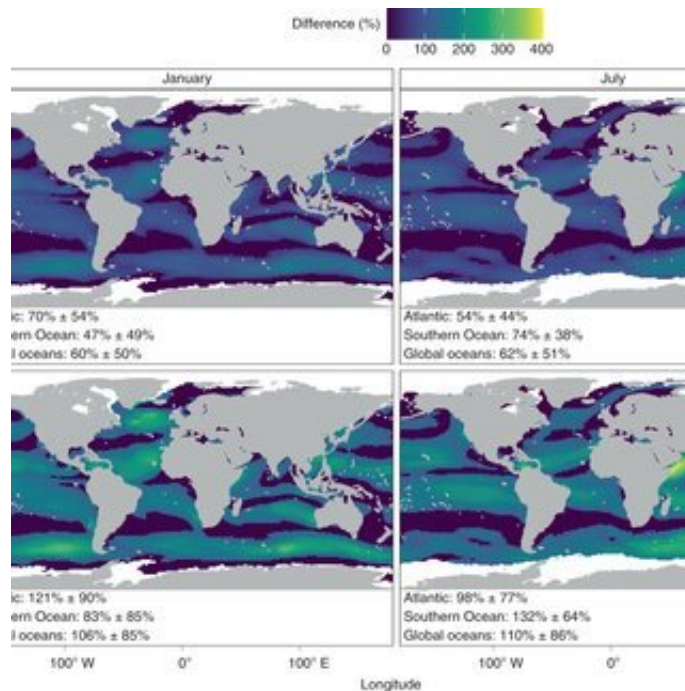 Difference (%)
0 100 200 300 400
January
July
ic: 70% ± 54%
ern Ocean: 47% ± 49%
l oceans: 60% ± 50%
Atlantic: 54% ± 44%
Southern Ocean: 74% ± 38%
Global oceans: 62% ± 51%
ic: 121% ± 90%
ern Ocean: 83% ± 85%
l oceans: 106% ± 85%
Atlantic: 98% ± 77%
Southern Ocean: 132% ± 64%
Global oceans: 110% ± 86%
100° W 0° 100° E
100° W 0°
Longitude